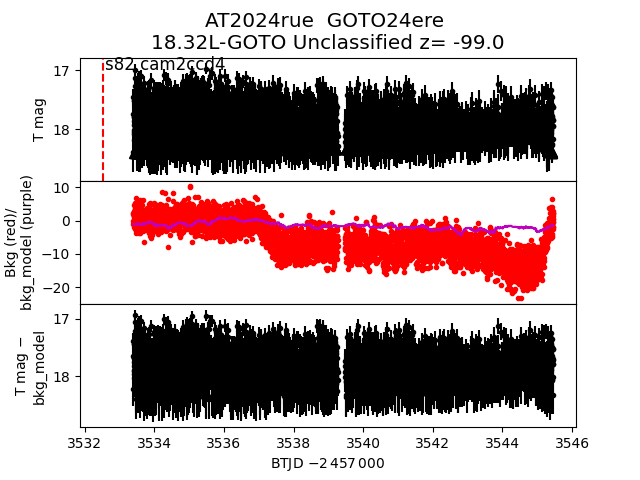 AT2024rue GOTO24ere
18.32L-GOTO Unclassified z= -99.0
s82 cam2ccd4
17
18
T mag
10
0
−10
−20
Bkg (red)/
bkg_model (purple)
17
18
T mag −
bkg_model
3532 3534 3536 3538 3540 3542 3544 3546
BTJD −2 457 000